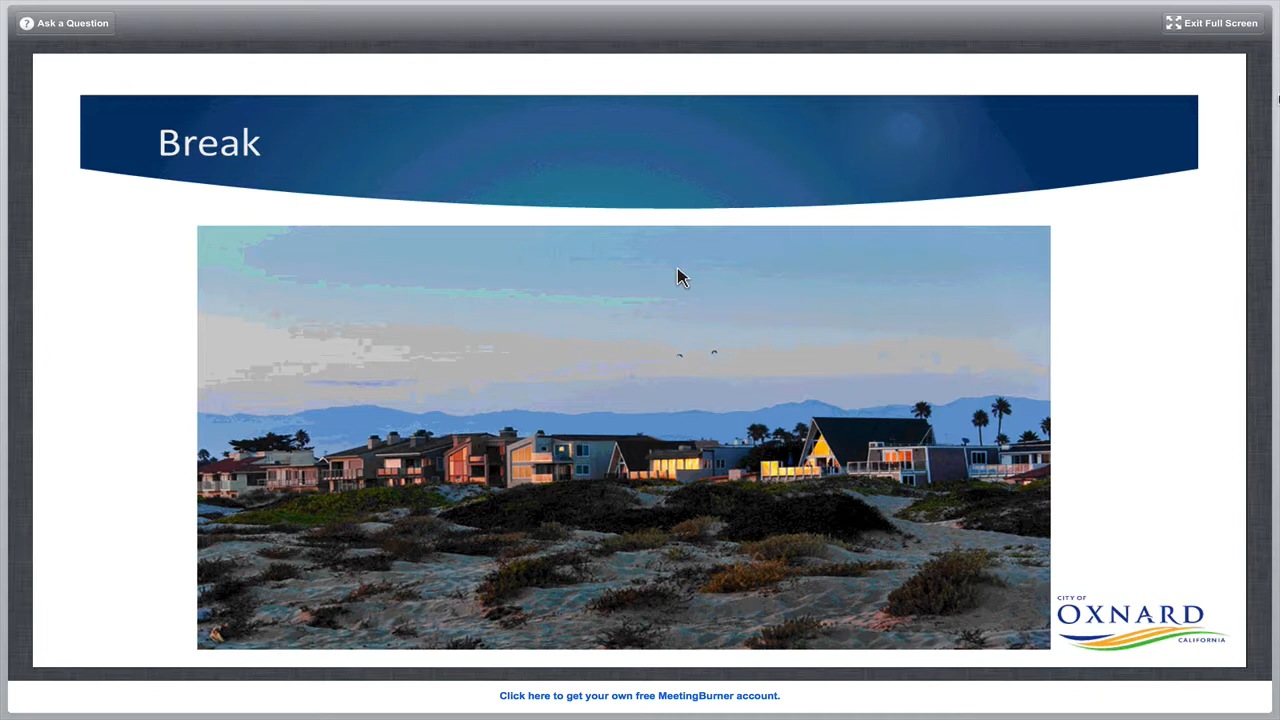 Ask a Question
Exit Full Screen
Break
CITY OF
OXNARD
CALIFORNIA
Click here to get your own free MeetingBurner account.